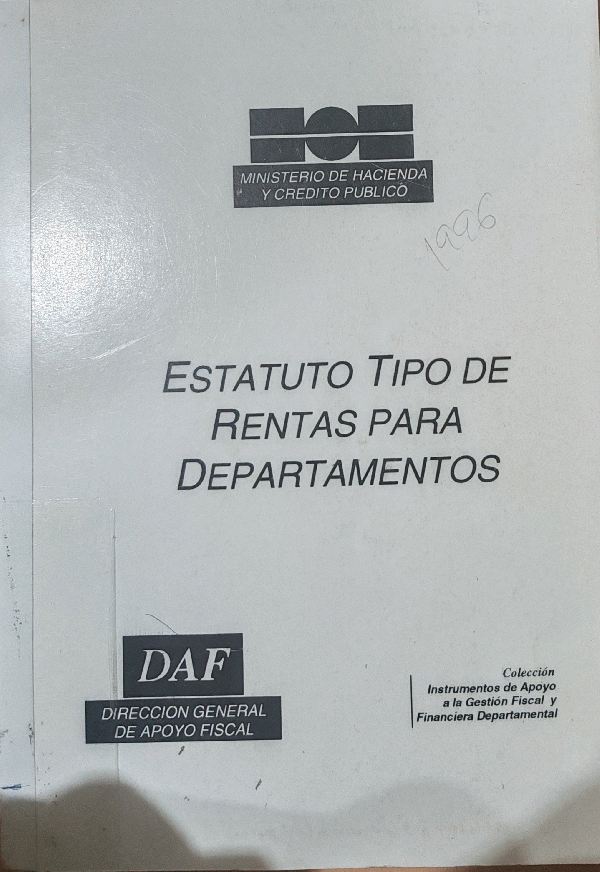 MINISTERIO DE HACIENDA
Y CREDITO PUBLICO
1996
ESTATUTO TIPO DE
RENTAS PARA
DEPARTAMENTOS
DAF
DIRECCION GENERAL
DE APOYO FISCAL
Colección
Instrumentos de Apoyo
a la Gestión Fiscal y
Financiera Departamental